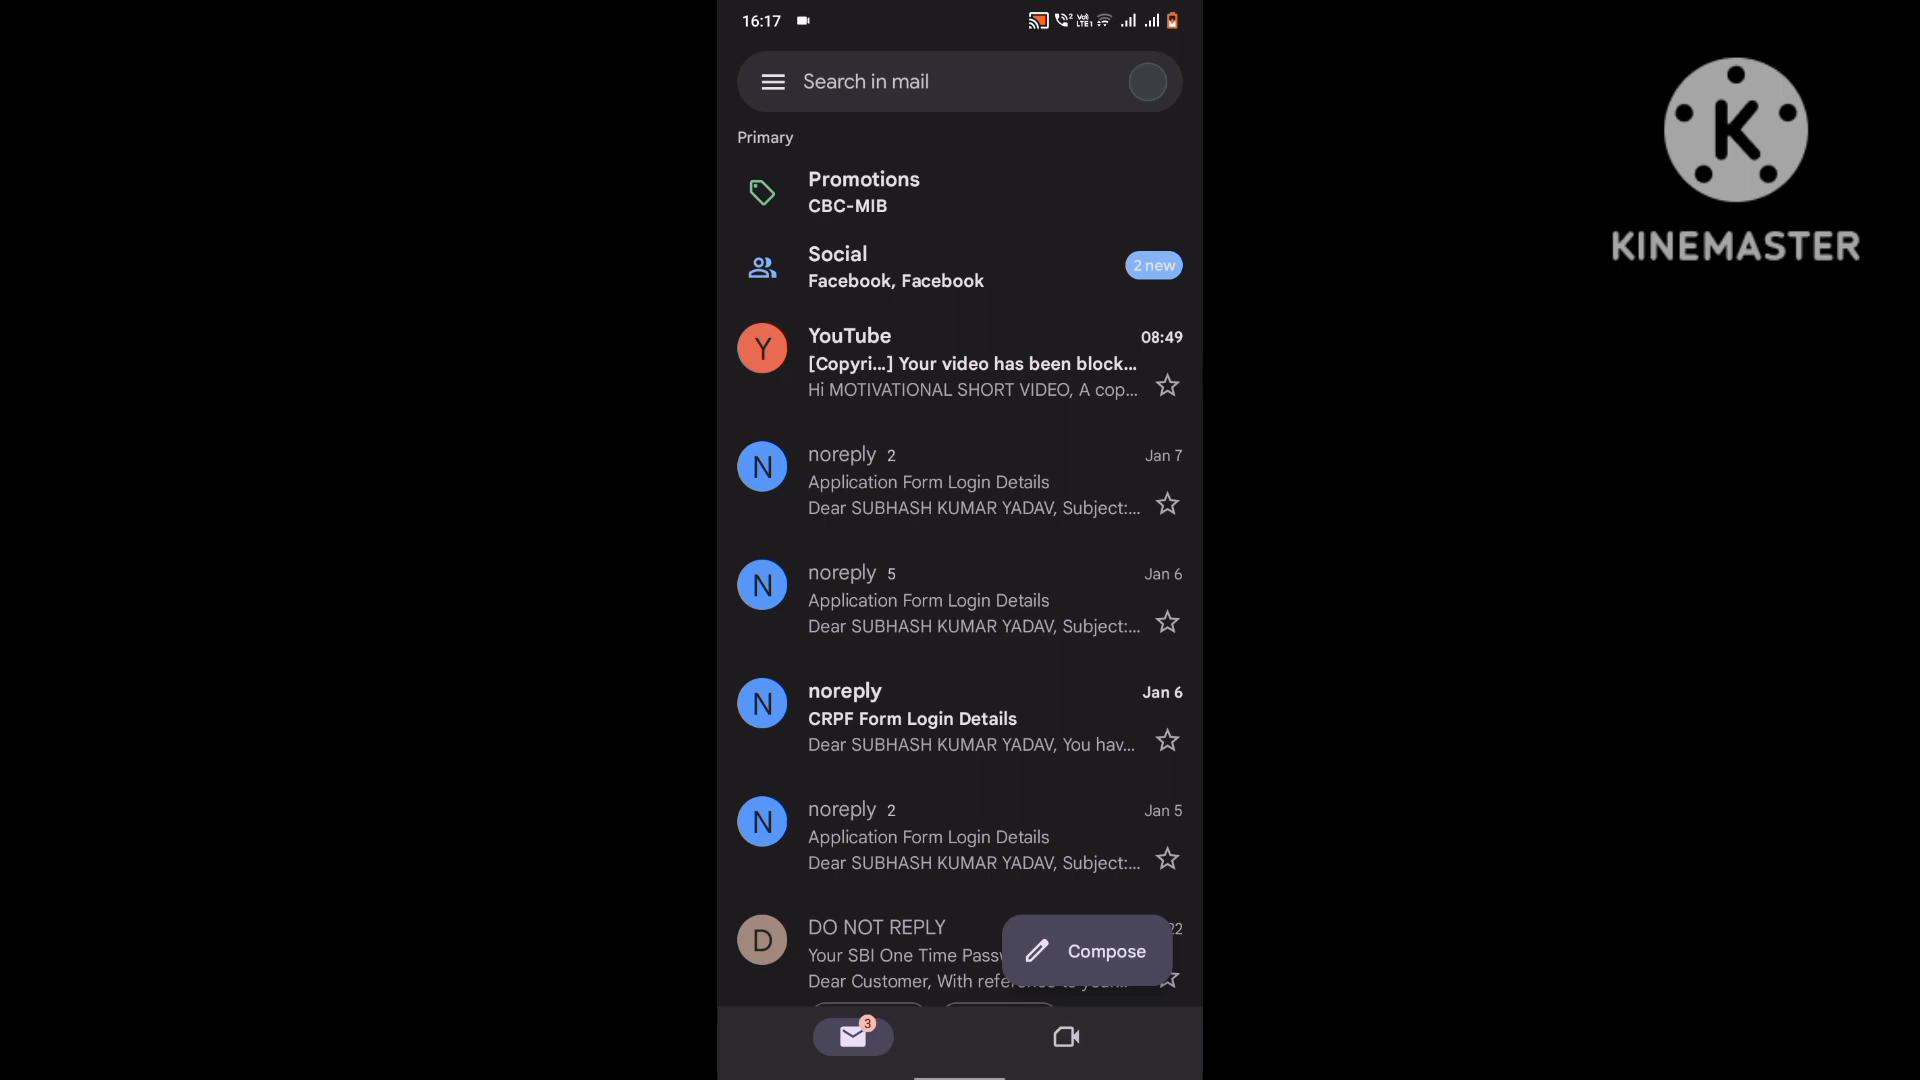 16:17
Search in mail
Primary
Promotions
CBC-MIB
Social
Facebook, Facebook
2 new
YouTube
08:49
[Copyri...] Your video has been block...
Hi MOTIVATIONAL SHORT VIDEO, A cop...
N
noreply 2
Jan 7
Application Form Login Details
Dear SUBHASH KUMAR YADAV, Subject:...
N
noreply 5
Jan 6
Application Form Login Details
Dear SUBHASH KUMAR YADAV, Subject:...
N
noreply
Jan 6
CRPF Form Login Details
Dear SUBHASH KUMAR YADAV, You hav...
N
noreply 2
Jan 5
Application Form Login Details
Dear SUBHASH KUMAR YADAV, Subject:...
D
DO NOT REPLY
22
Your SBI One Time
Dear Customer, With
Compose
3
Y
K
KINEMASTER